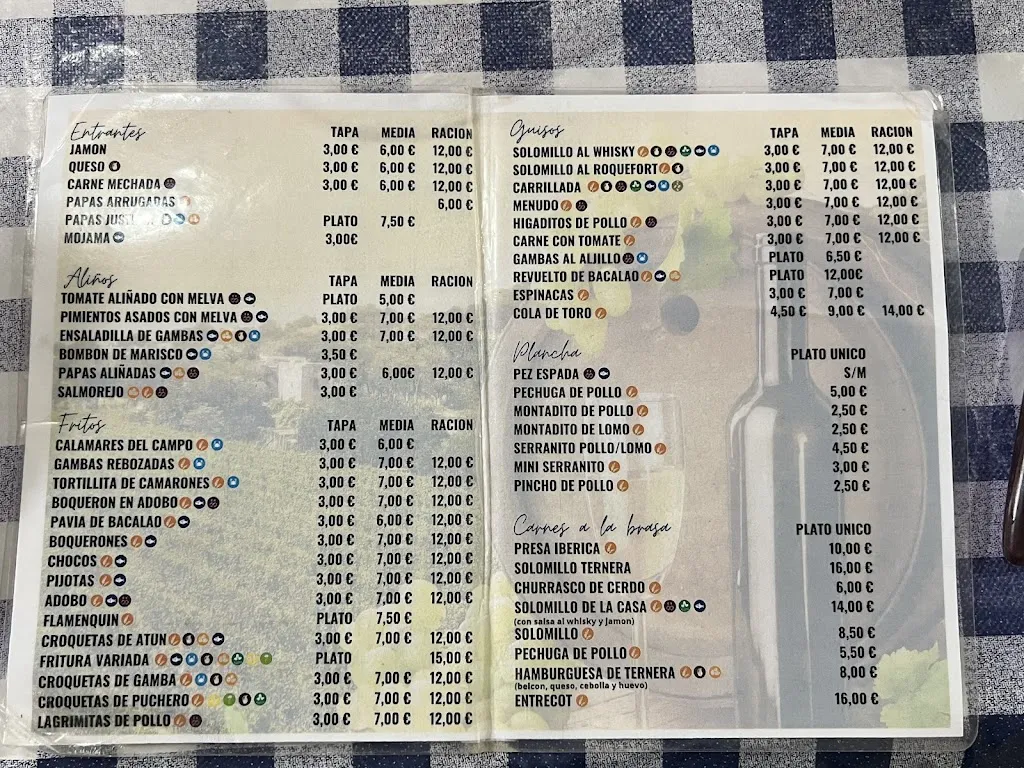 Entrantes TAPA MEDIA RACION
JAMON 3,00 € 6,00 € 12,00 €
QUESO 3,00 € 6,00 € 12,00 €
CARNE MECHADA 3,00 € 6,00 € 12,00 €
PAPAS ARRUGADAS 6,00 €
PAPAS PLATO 7,50 €
MOJAMA 3,00€
Aliños TAPA MEDIA RACION
TOMATE ALIÑADO CON MELVA PLATO 5,00 €
PIMIENTOS ASADOS CON MELVA 3,00 € 7,00 € 12,00 €
ENSALADILLA DE GAMBAS 3,00 € 7,00 € 12,00 €
BOMBON DE MARISCO 3,50 €
PAPAS ALIÑADAS 3,00 € 6,00€ 12,00 €
SALMOREJO 3,00 €
Fritos TAPA MEDIA RACION
CALAMARES DEL CAMPO 3,00 € 6,00 €
GAMBAS REBOZADAS 3,00 € 7,00 € 12,00 €
TORTILLITA DE CAMARONES 3,00 € 7,00 € 12,00 €
BOQUERON EN ADOBO 3,00 € 7,00 € 12,00 €
PAVIA DE BACALAO 3,00 € 6,00 € 12,00 €
BOQUERONES 3,00 € 7,00 € 12,00 €
CHOCOS 3,00 € 7,00 € 12,00 €
PIJOTAS 3,00 € 7,00 € 12,00 €
ADOBO 3,00 € 7,00 € 12,00 €
FLAMENQUIN PLATO 7,50 €
CROQUETAS DE ATUN 3,00 € 7,00 € 12,00 €
FRITURA VARIADA PLATO 15,00 €
CROQUETAS DE GAMBA 3,00 € 7,00 € 12,00 €
CROQUETAS DE PUCHERO 3,00 € 7,00 € 12,00 €
LAGRIMITAS DE POLLO 3,00 € 7,00 € 12,00 €
Guisos TAPA MEDIA RACION
SOLOMILLO AL WHISKY 3,00 € 7,00 € 12,00 €
SOLOMILLO AL ROQUEFORT 3,00 € 7,00 € 12,00 €
CARRILLADA 3,00 € 7,00 € 12,00 €
MENUDO 3,00 € 7,00 € 12,00 €
HIGADITOS DE POLLO 3,00 € 7,00 € 12,00 €
CARNE CON TOMATE 3,00 € 7,00 € 12,00 €
GAMBAS AL AJILLO PLATO 6,50 €
REVUELTO DE BACALAO PLATO 12,00€
ESPINACAS 3,00 € 7,00 €
COLA DE TORO 4,50 € 9,00 € 14,00 €
Plancha PLATO UNICO
PEZ ESPADA S/M
PECHUGA DE POLLO 5,00 €
MONTADITO DE POLLO 2,50 €
MONTADITO DE LOMO 2,50 €
SERRANITO POLLO/LOMO 4,50 €
MINI SERRANITO 3,00 €
PINCHO DE POLLO 2,50 €
Carnes a la brasa PLATO UNICO
PRESA IBERICA 10,00 €
SOLOMILLO TERNERA 16,00 €
CHURRASCO DE CERDO 6,00 €
SOLOMILLO DE LA CASA 14,00 €
(con salsa al whisky y jamon)
SOLOMILLO 8,50 €
PECHUGA DE POLLO 5,50 €
HAMBURGUESA DE TERNERA 8,00 €
(beicon, queso, cebolla y huevo)
ENTRECOT 16,00 €